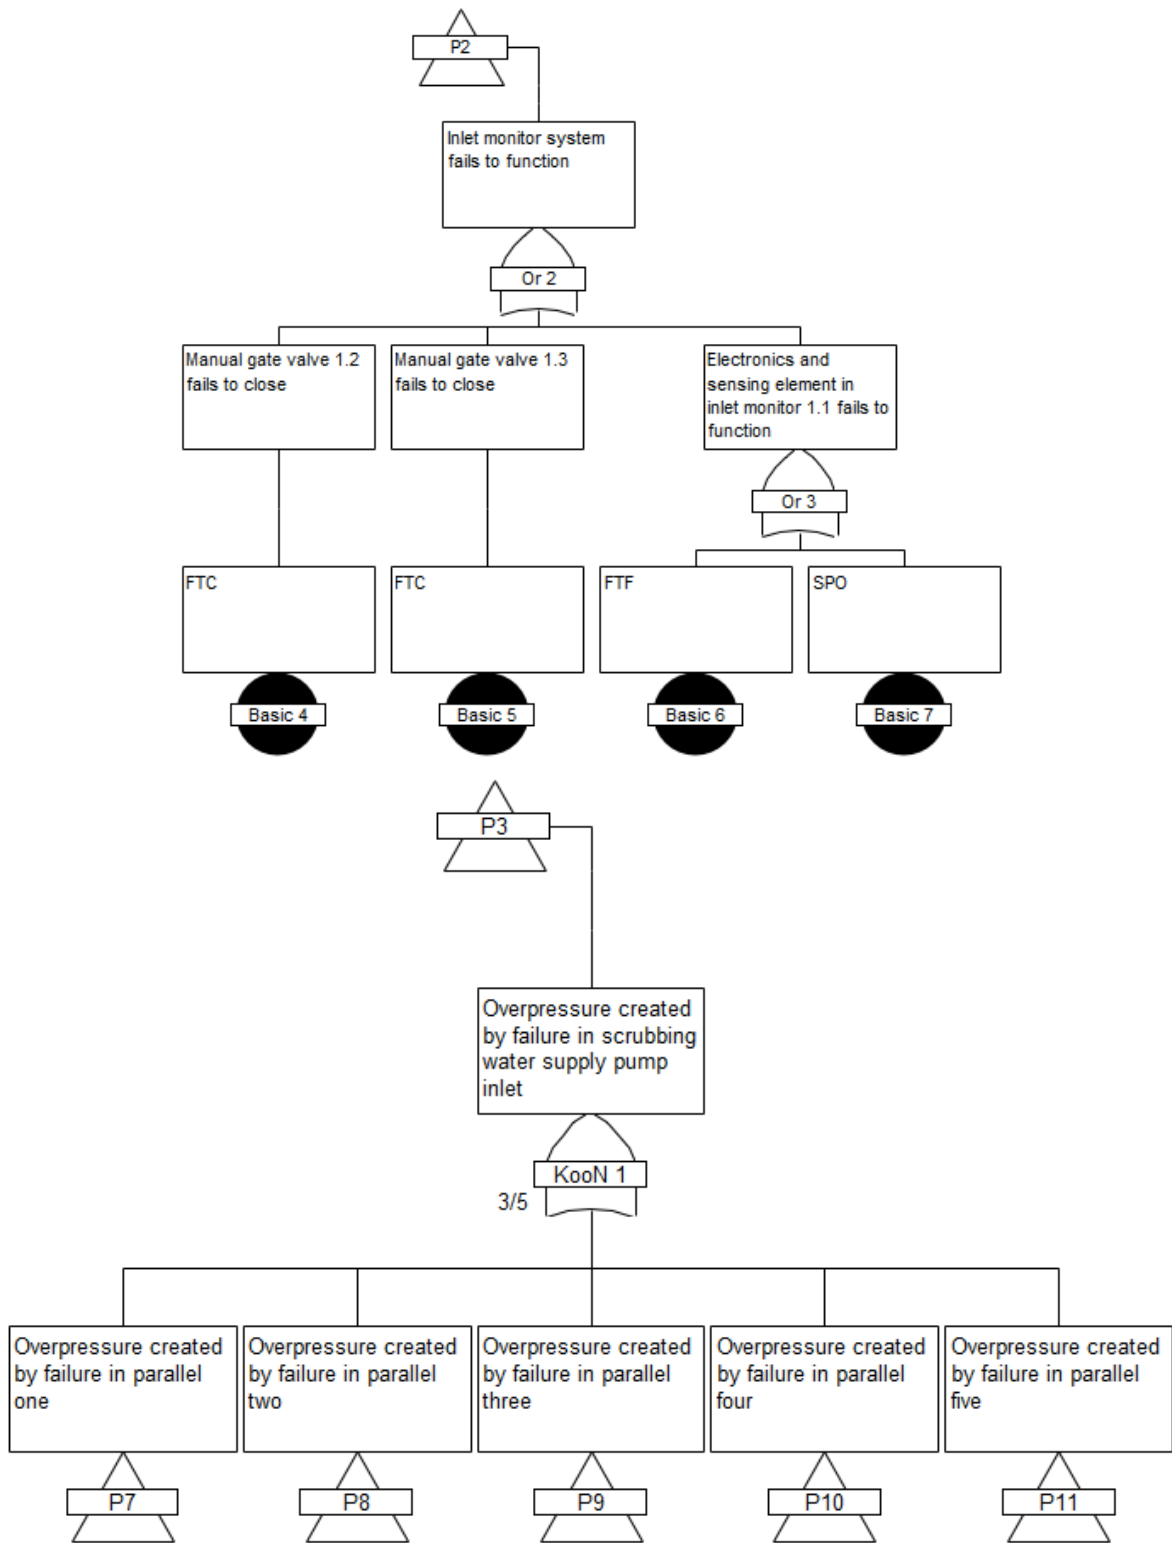 P2
Inlet monitor system
fails to function
Or 2
Manual gate valve 1.2
fails to close
Manual gate valve 1.3
fails to close
Electronics and
sensing element in
inlet monitor 1.1 fails to
function
Or 3
FTC
FTC
FTF
SPO
Basic 4
Basic 5
Basic 6
Basic 7
P3
Overpressure created
by failure in scrubbing
water supply pump
inlet
KooN 1
3/5
Overpressure created
by failure in parallel
one
Overpressure created
by failure in parallel
two
Overpressure created
by failure in parallel
three
Overpressure created
by failure in parallel
four
Overpressure created
by failure in parallel
five
P7
P8
P9
P10
P11